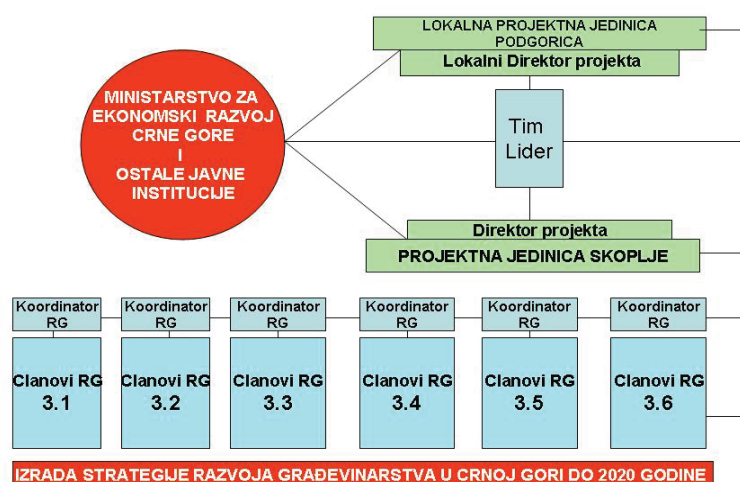 LOKALNA PROJEKTNA JEDINICA
PODGORICA
Lokalni Direktor projekta
MINISTARSTVO ZA
EKONOMSKI RAZVOJ
CRNE GORE
I
OSTALE JAVNE
INSTITUCIJE
Tim
Lider
Direktor projekta
PROJEKTNA JEDINICA SKOPLJE
Koordinator
RG
Koordinator
RG
Koordinator
RG
Koordinator
RG
Koordinator
RG
Koordinator
RG
Clanovi RG
3.1
Clanovi RG
3.2
Clanovi RG
3.3
Clanovi RG
3.4
Clanovi RG
3.5
Clanovi RG
3.6
IZRADA STRATEGIJE RAZVOJA GRAĐEVINARSTVA U CRNOJ GORI DO 2020 GODINE